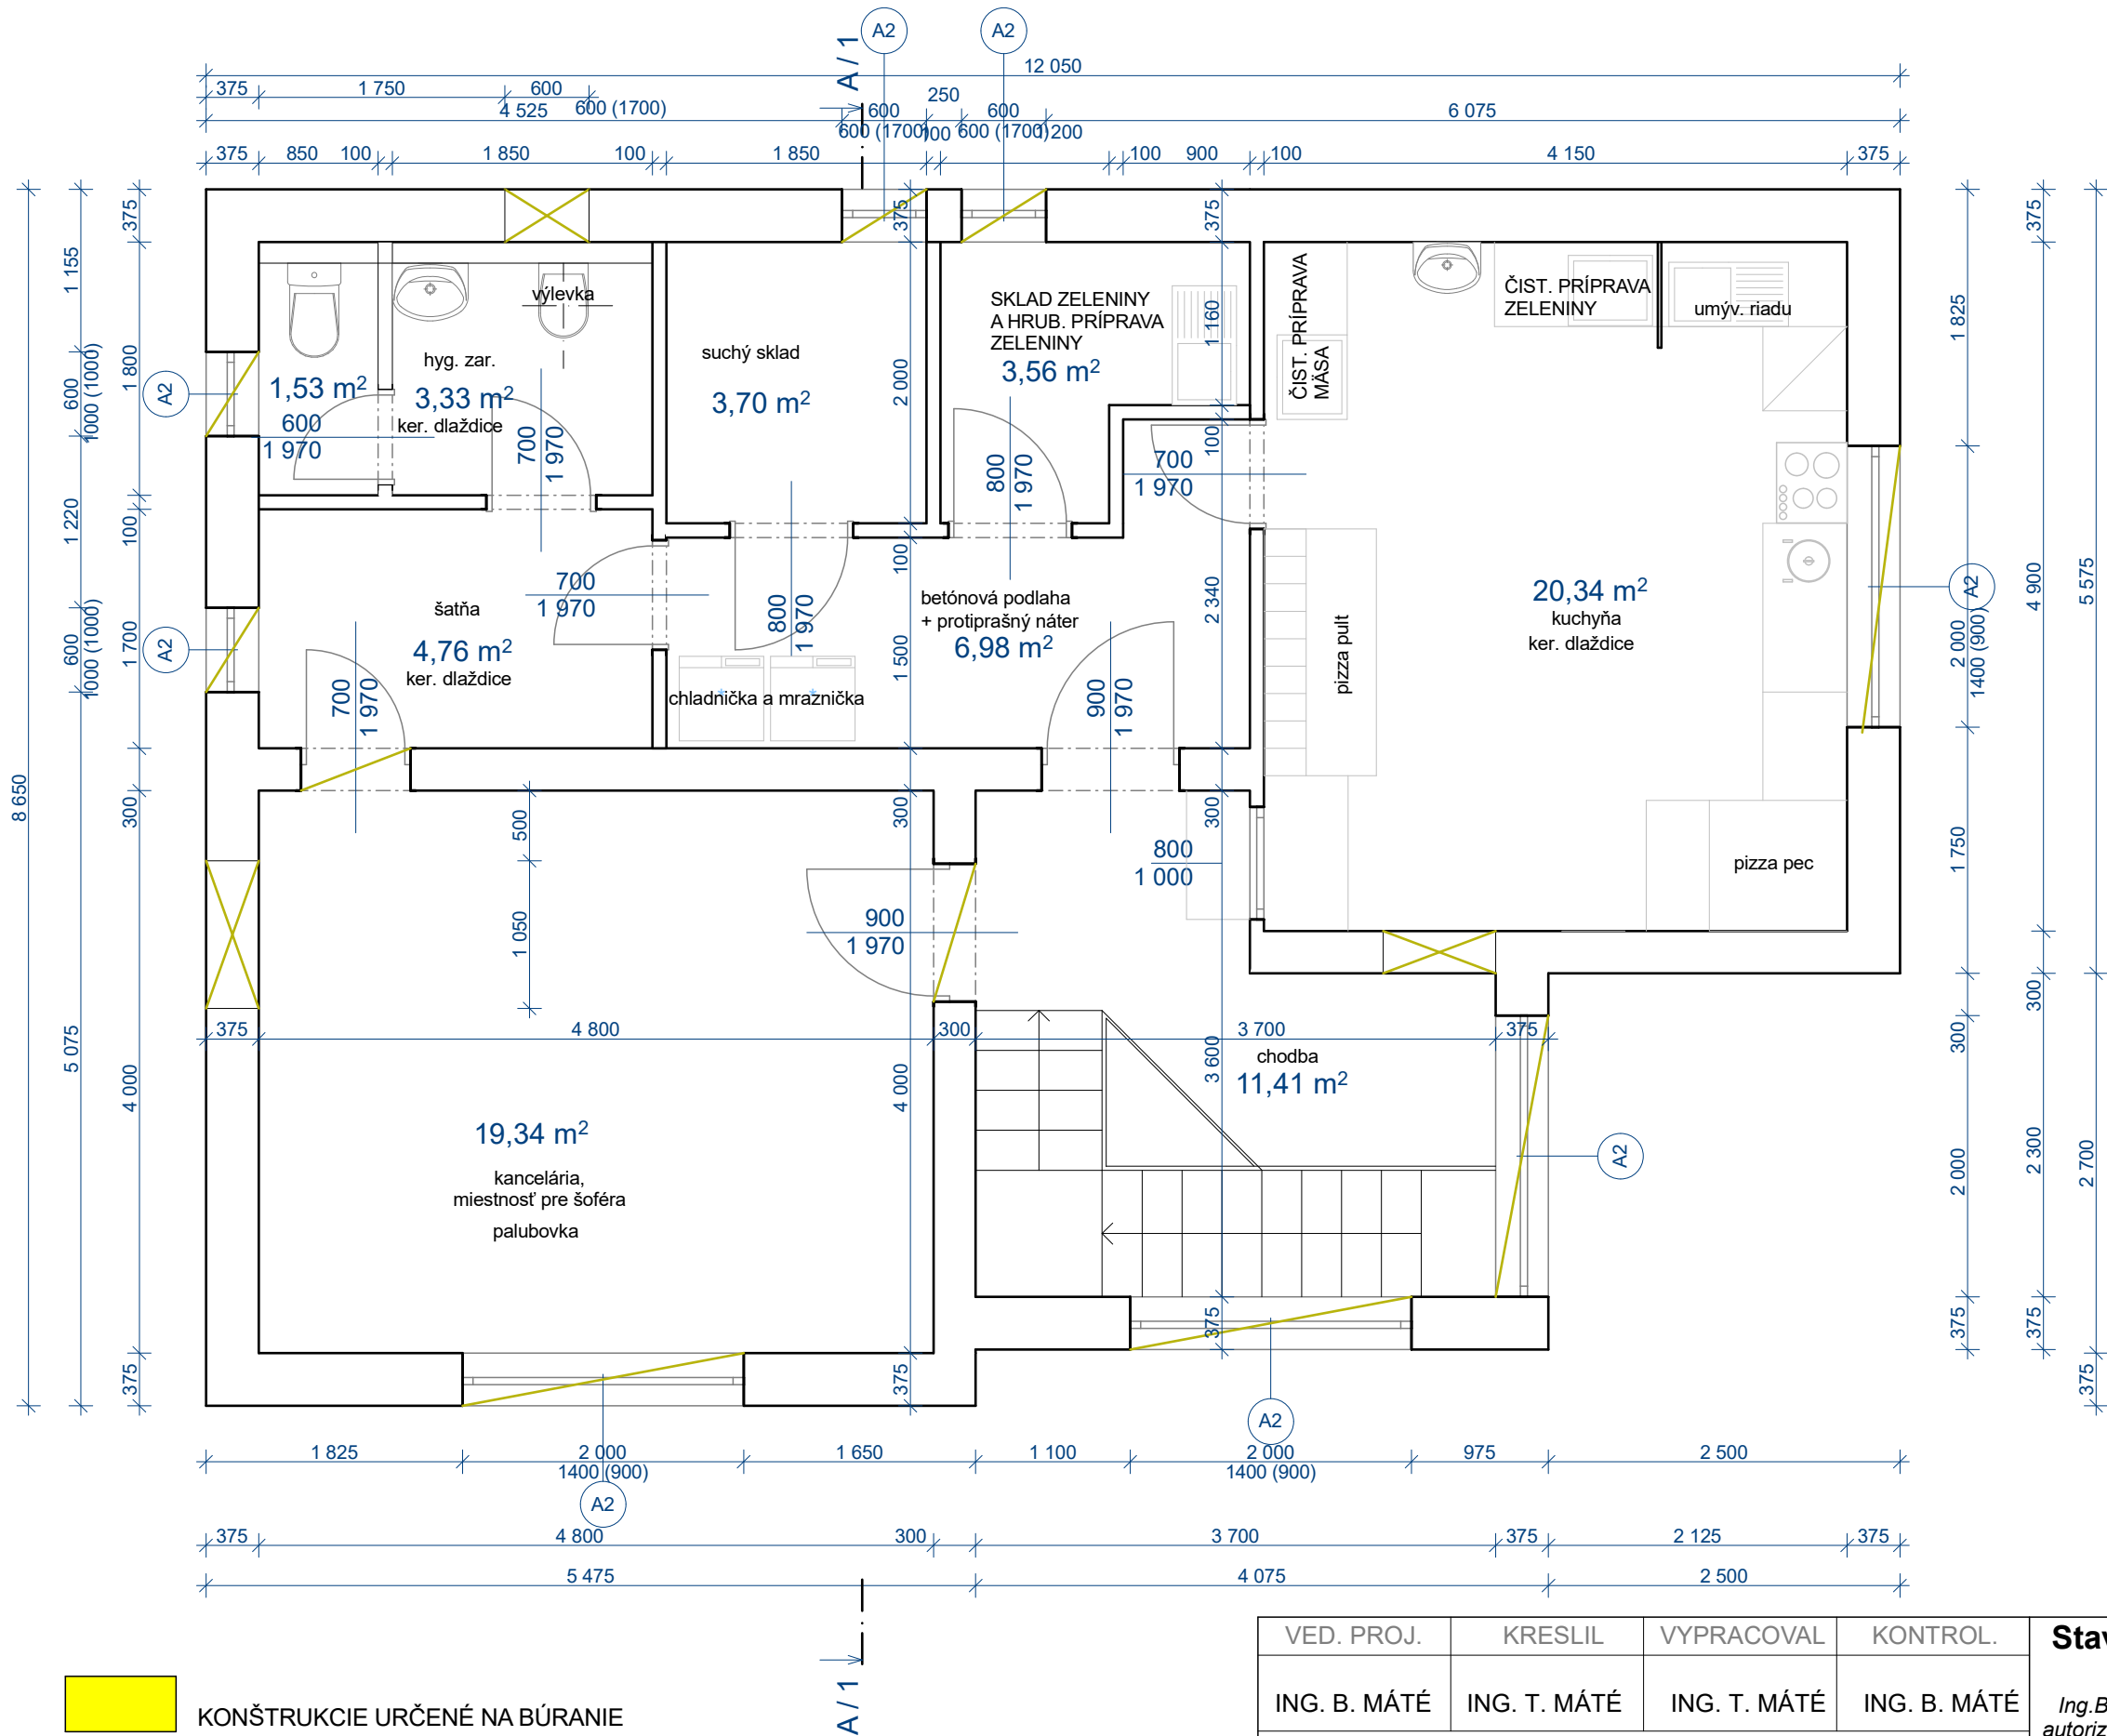 A / 1
A2
A2
12 050
375
1 750
600
600 (1700)
4 525
600
600 (1700)
250
100
600
600 (1700)
1 200
6 075
375
850
100
1 850
100
1 850
100
900
100
4 150
375
8 650
1 155
600
1000 (1000)
1 220
600
1000 (1000)
5 075
375
1 800
100
1 700
300
4 000
375
A2
A2
výlevka
hyg. zar.
1,53 m²
3,33 m²
ker. dlaždice
600
1 970
700
1 970
suchý sklad
3,70 m²
375
2 000
100
1 500
300
4 000
375
SKLAD ZELENINY
A HRUB. PRÍPRAVA
ZELENINY
3,56 m²
800
1 970
375
1 160
100
2 340
300
3 600
375
ČIST. PRÍPRAVA
MÄSA
ČIST. PRÍPRAVA
ZELENINY
umýv. riadu
700
1 970
šatňa
4,76 m²
ker. dlaždice
700
1 970
700
1 970
800
1 970
chladnička a mraznička
betónová podlaha
+ protiprašný náter
6,98 m²
900
1 970
pizza pult
20,34 m²
kuchyňa
ker. dlaždice
pizza pec
800
1 000
500
1 050
900
1 970
375
4 800
300
3 700
375
chodba
11,41 m²
19,34 m²
kancelária,
miestnosť pre šoféra
palubovka
A2
A2
1 825
2 000
1400 (900)
1 750
300
2 000
375
375
4 900
300
2 300
375
5 575
2 700
375
1 825
2 000
1400 (900)
1 650
1 100
2 000
1400 (900)
975
2 500
A2
A2
375
4 800
300
3 700
375
2 125
375
5 475
4 075
2 500
A / 1
KONŠTRUKCIE URČENÉ NA BÚRANIE
VED. PROJ.
KRESLIL
VYPRACOVAL
KONTROL.
ING. B. MÁTÉ
ING. T. MÁTÉ
ING. T. MÁTÉ
ING. B. MÁTÉ
Stav
Ing.B
autoriz